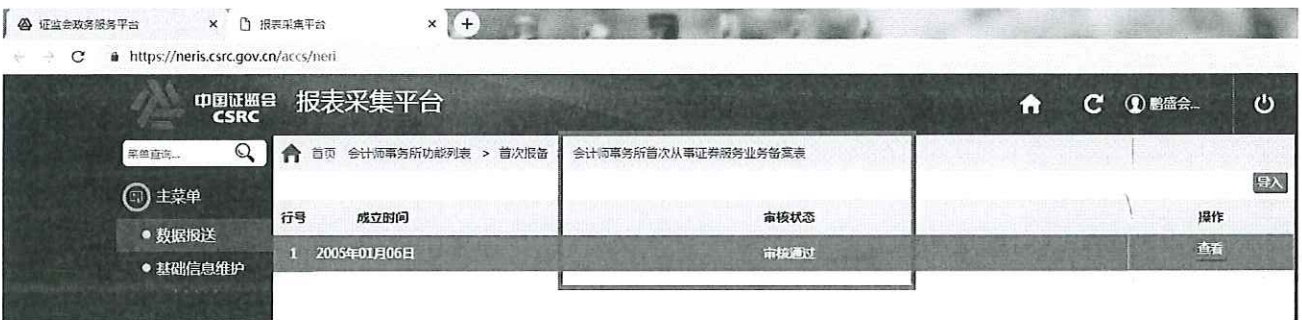 证监会政务服务平台 × 报表采集平台 × +
https://neris.csrc.gov.cn/accs/neri
中国证监会 CSRC 报表采集平台 鹏盛会...
菜单查询... 首页 会计师事务所功能列表 > 首次报备 会计师事务所首次从事证券服务业务备案表
导入
主菜单
行号 成立时间 审核状态 操作
数据报送
1 2005年01月06日 审核通过 查看
基础信息维护